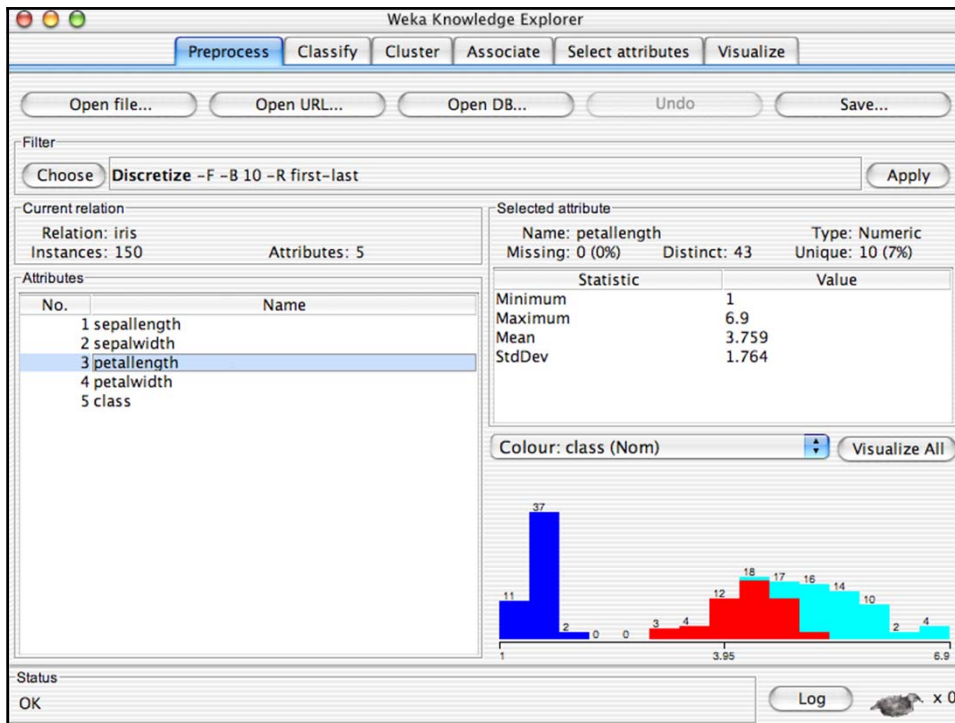 Weka Knowledge Explorer
Preprocess Classify Cluster Associate Select attributes Visualize
Open file... Open URL... Open DB... Undo Save...
Filter
Choose Discretize -F -B 10 -R first-last Apply
Current relation
Relation: iris
Instances: 150 Attributes: 5
Attributes
No. Name
1 sepallength
2 sepalwidth
3 petallength
4 petalwidth
5 class
Selected attribute
Name: petallength Type: Numeric
Missing: 0 (0%) Distinct: 43 Unique: 10 (7%)
Statistic Value
Minimum 1
Maximum 6.9
Mean 3.759
StdDev 1.764
Colour: class (Nom) Visualize All
11 37 2 0 0 3 4 12 18 17 16 14 10 2 4
1 3.95 6.9
Status
OK Log x 0